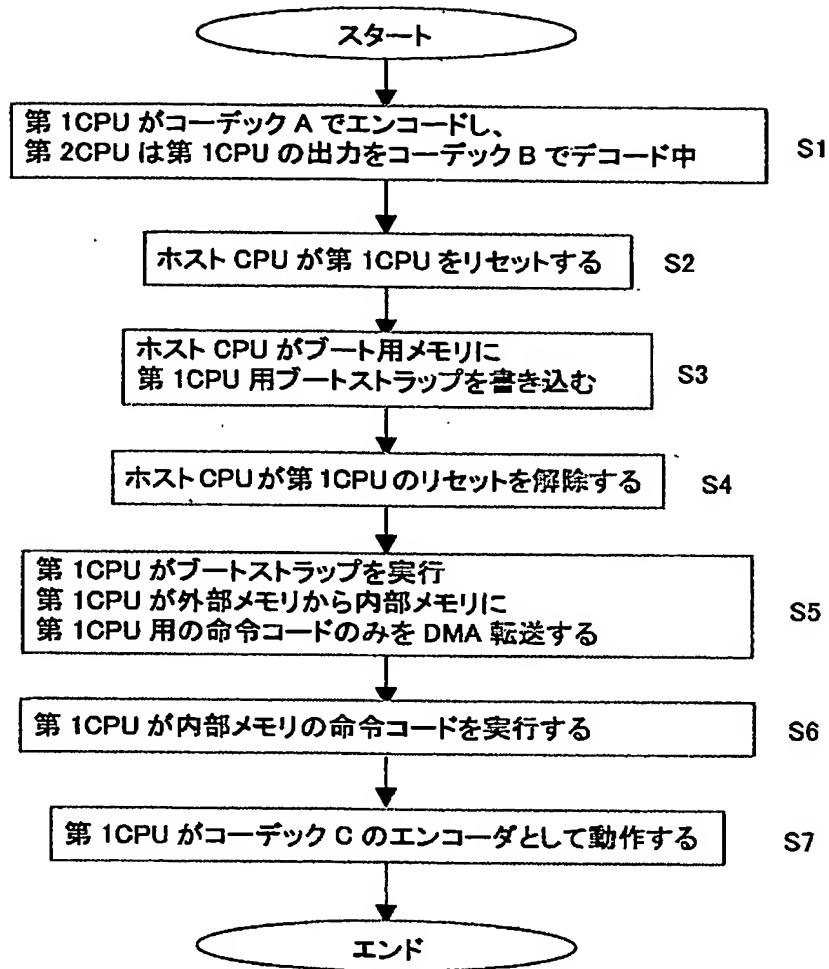 スタート
第 1CPU がコーデック A でエンコードし、
第 2CPU は第 1CPU の出力をコーデック B でデコード中
S1
ホスト CPU が第 1CPU をリセットする
S2
ホスト CPU がブート用メモリに
第 1CPU 用ブートストラップを書き込む
S3
ホスト CPU が第 1CPU のリセットを解除する
S4
第 1CPU がブートストラップを実行
第 1CPU が外部メモリから内部メモリに
第 1CPU 用の命令コードのみを DMA 転送する
S5
第 1CPU が内部メモリの命令コードを実行する
S6
第 1CPU がコーデック C のエンコーダとして動作する
S7
エンド